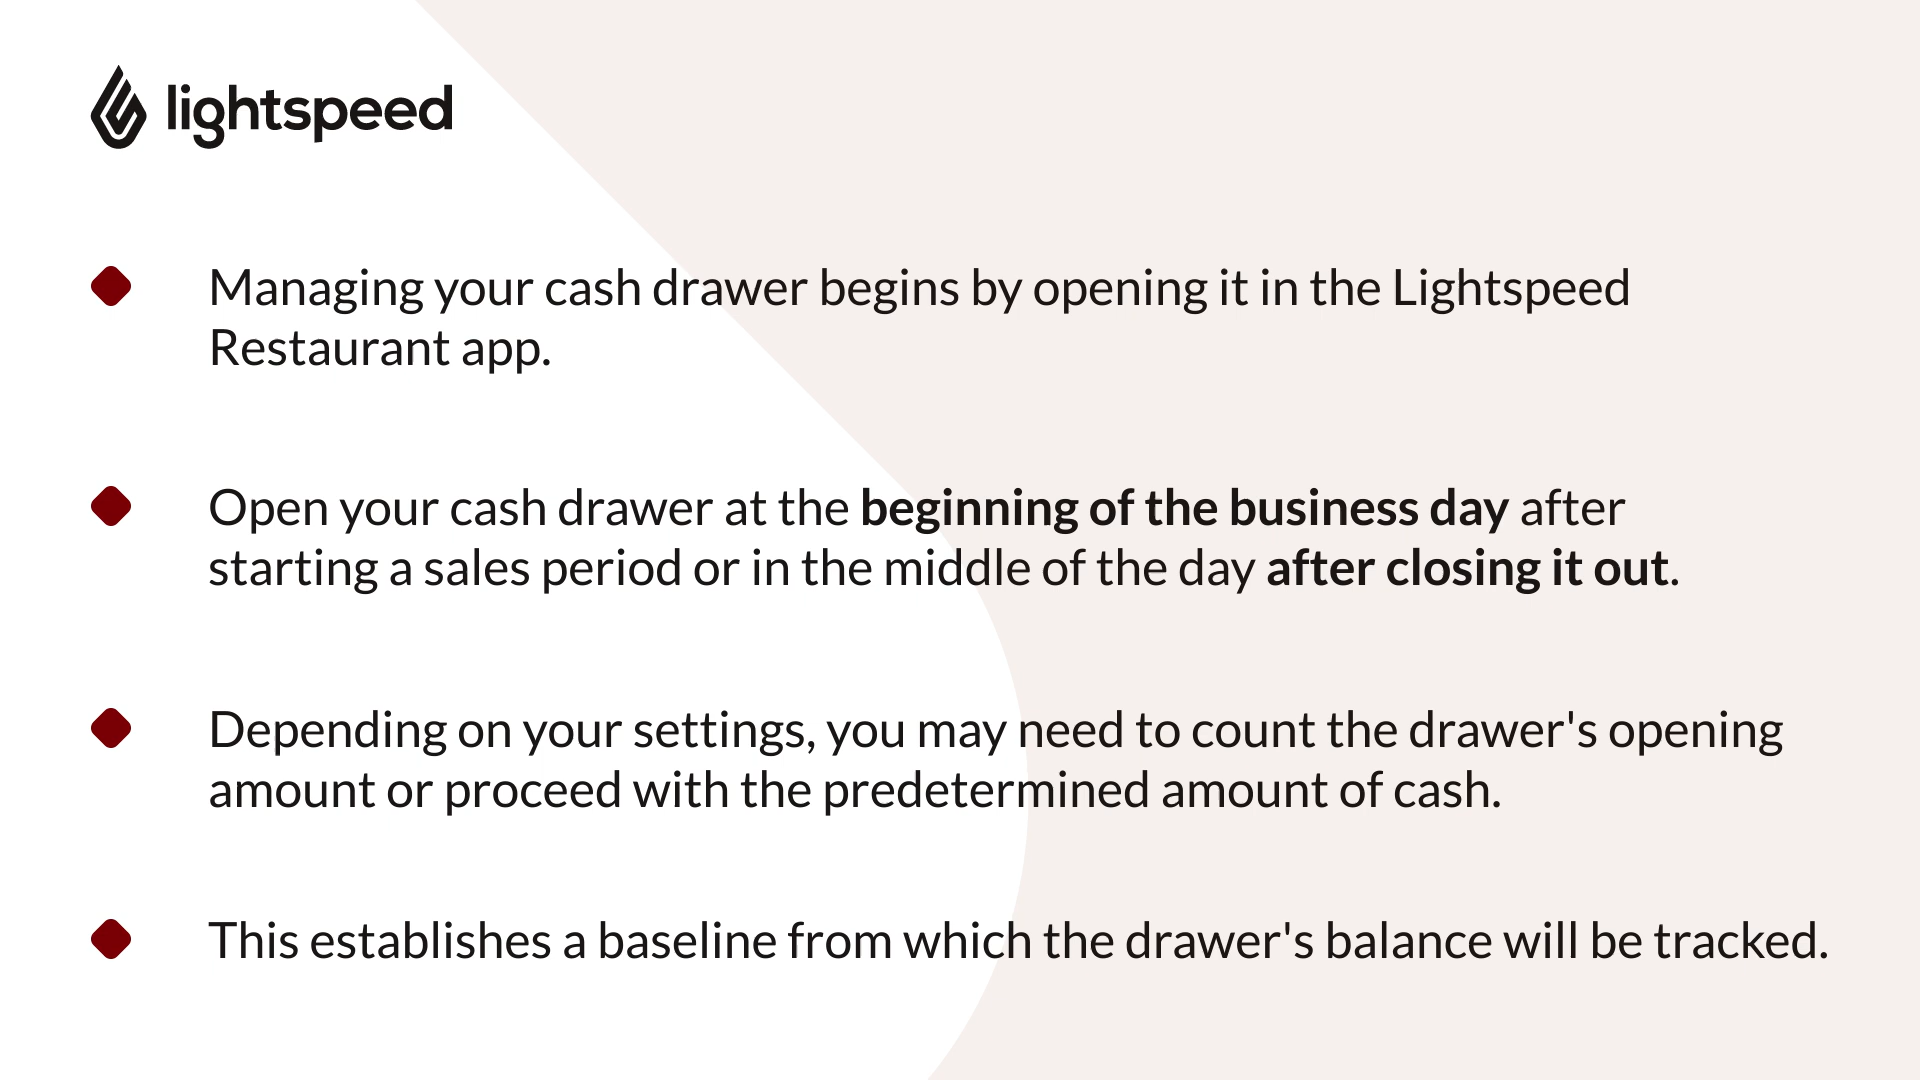 lightspeed
Managing your cash drawer begins by opening it in the Lightspeed
Restaurant app.
Open your cash drawer at the beginning of the business day after
starting a sales period or in the middle of the day after closing it out.
Depending on your settings, you may need to count the drawer's opening
amount or proceed with the predetermined amount of cash.
This establishes a baseline from which the drawer's balance will be tracked.